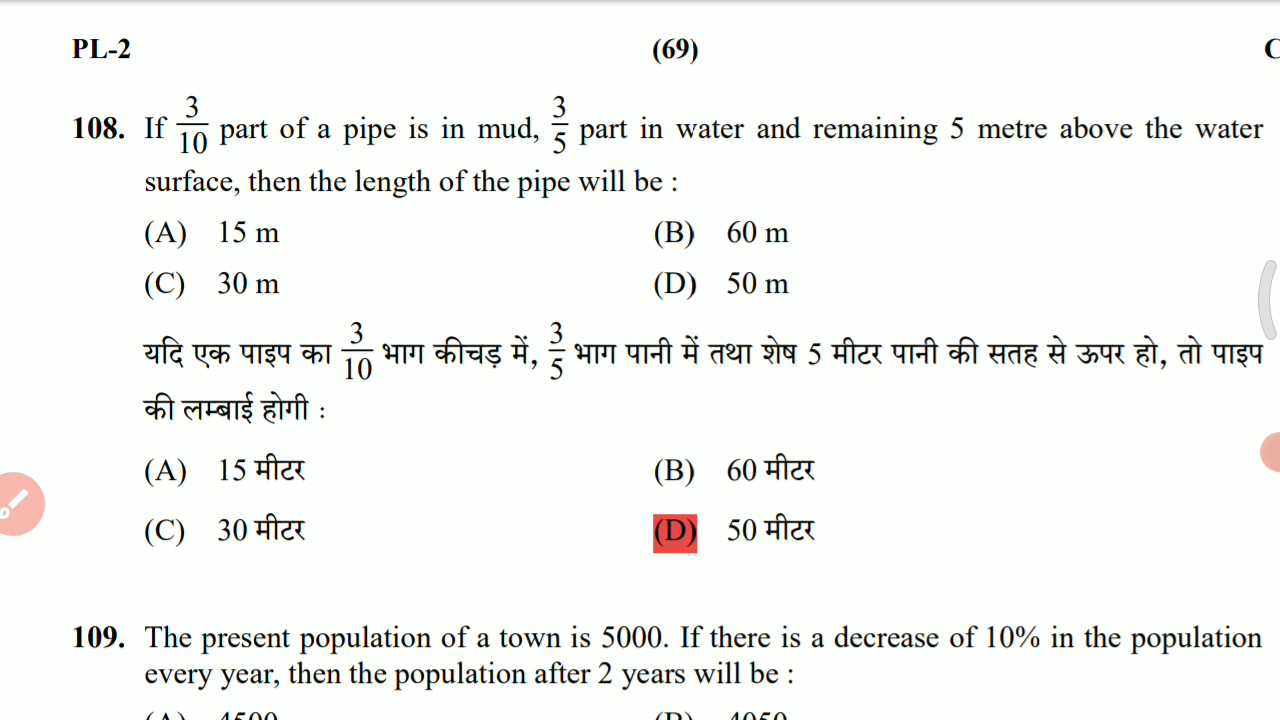 PL-2 (69) C
108. If 3/10 part of a pipe is in mud, 3/5 part in water and remaining 5 metre above the water
surface, then the length of the pipe will be :
(A) 15 m (B) 60 m
(C) 30 m (D) 50 m
यदि एक पाइप का 3/10 भाग कीचड़ में, 3/5 भाग पानी में तथा शेष 5 मीटर पानी की सतह से ऊपर हो, तो पाइप
की लम्बाई होगी :
(A) 15 मीटर (B) 60 मीटर
(C) 30 मीटर (D) 50 मीटर
109. The present population of a town is 5000. If there is a decrease of 10% in the population
every year, then the population after 2 years will be :
(A) 4500 (B) 4050